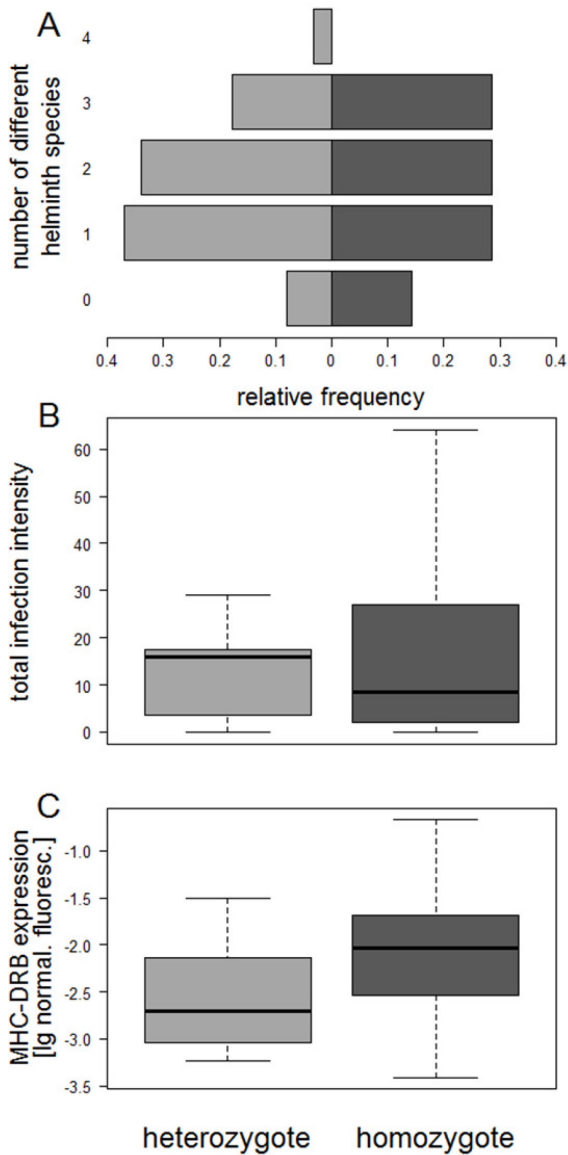 A
number of different
helminth species
4
3
2
1
0
0.4 0.3 0.2 0.1 0 0.1 0.2 0.3 0.4
relative frequency
B
total infection intensity
60
50
40
30
20
10
0
C
MHC-DRB expression
[lg normal. fluoresc.]
-1.0
-1.5
-2.0
-2.5
-3.0
-3.5
heterozygote homozygote